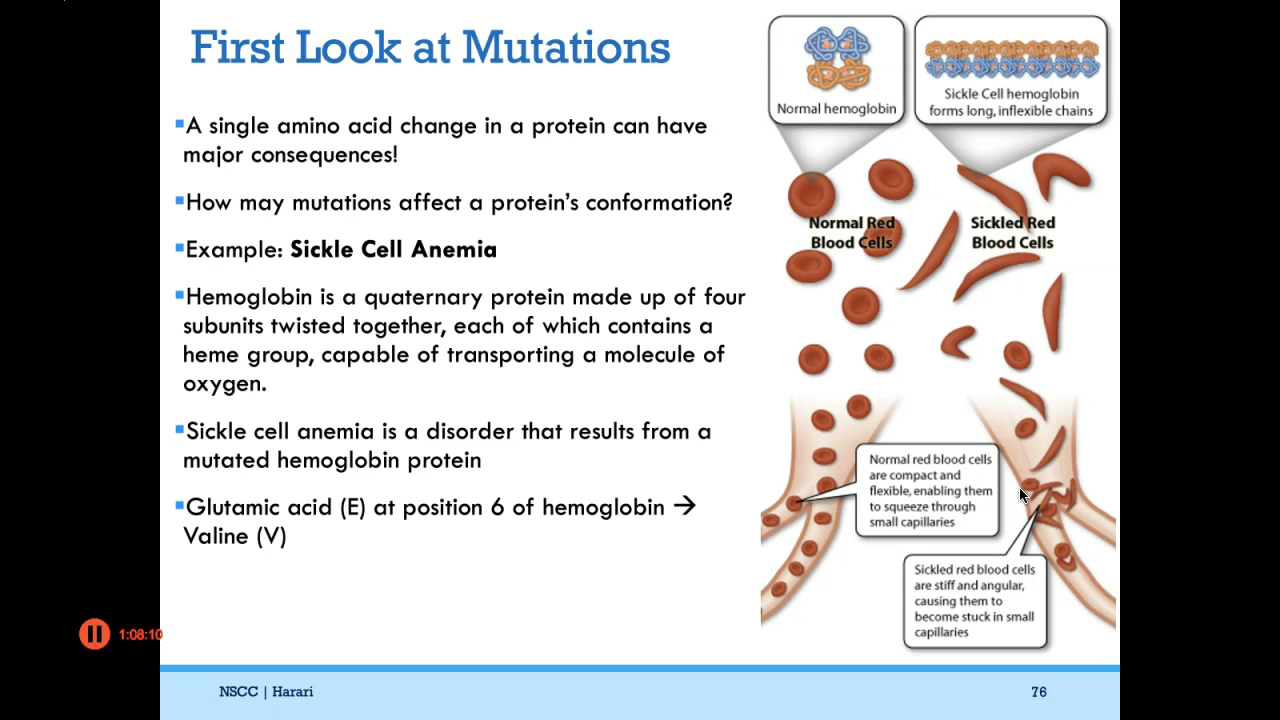 First Look at Mutations
▪A single amino acid change in a protein can have
major consequences!
▪How may mutations affect a protein's conformation?
▪Example: Sickle Cell Anemia
▪Hemoglobin is a quaternary protein made up of four
subunits twisted together, each of which contains a
heme group, capable of transporting a molecule of
oxygen.
▪Sickle cell anemia is a disorder that results from a
mutated hemoglobin protein
▪Glutamic acid (E) at position 6 of hemoglobin →
Valine (V)
Normal hemoglobin
Sickle Cell hemoglobin
forms long, inflexible chains
Normal Red
Blood Cells
Sickled Red
Blood Cells
Normal red blood cells
are compact and
flexible, enabling them
to squeeze through
small capillaries
Sickled red blood cells
are stiff and angular,
causing them to
become stuck in small
capillaries
1:08:10
NSCC | Harari
76